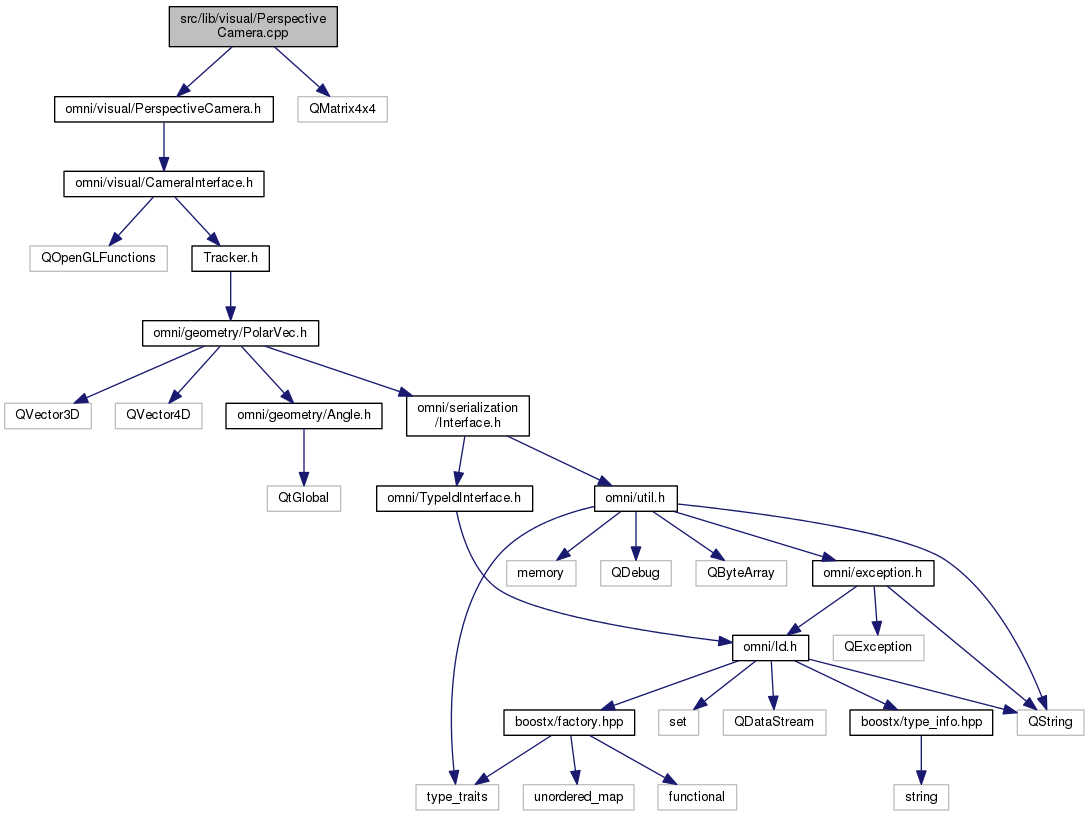 src/lib/visual/Perspective
Camera.cpp
omni/visual/PerspectiveCamera.h
QMatrix4x4
omni/visual/CameraInterface.h
QOpenGLFunctions
Tracker.h
omni/geometry/PolarVec.h
QVector3D
QVector4D
omni/geometry/Angle.h
omni/serialization
/Interface.h
QtGlobal
omni/TypeIdInterface.h
omni/util.h
memory
QDebug
QByteArray
omni/exception.h
omni/Id.h
QException
boostx/factory.hpp
set
QDataStream
boostx/type_info.hpp
QString
type_traits
unordered_map
functional
string